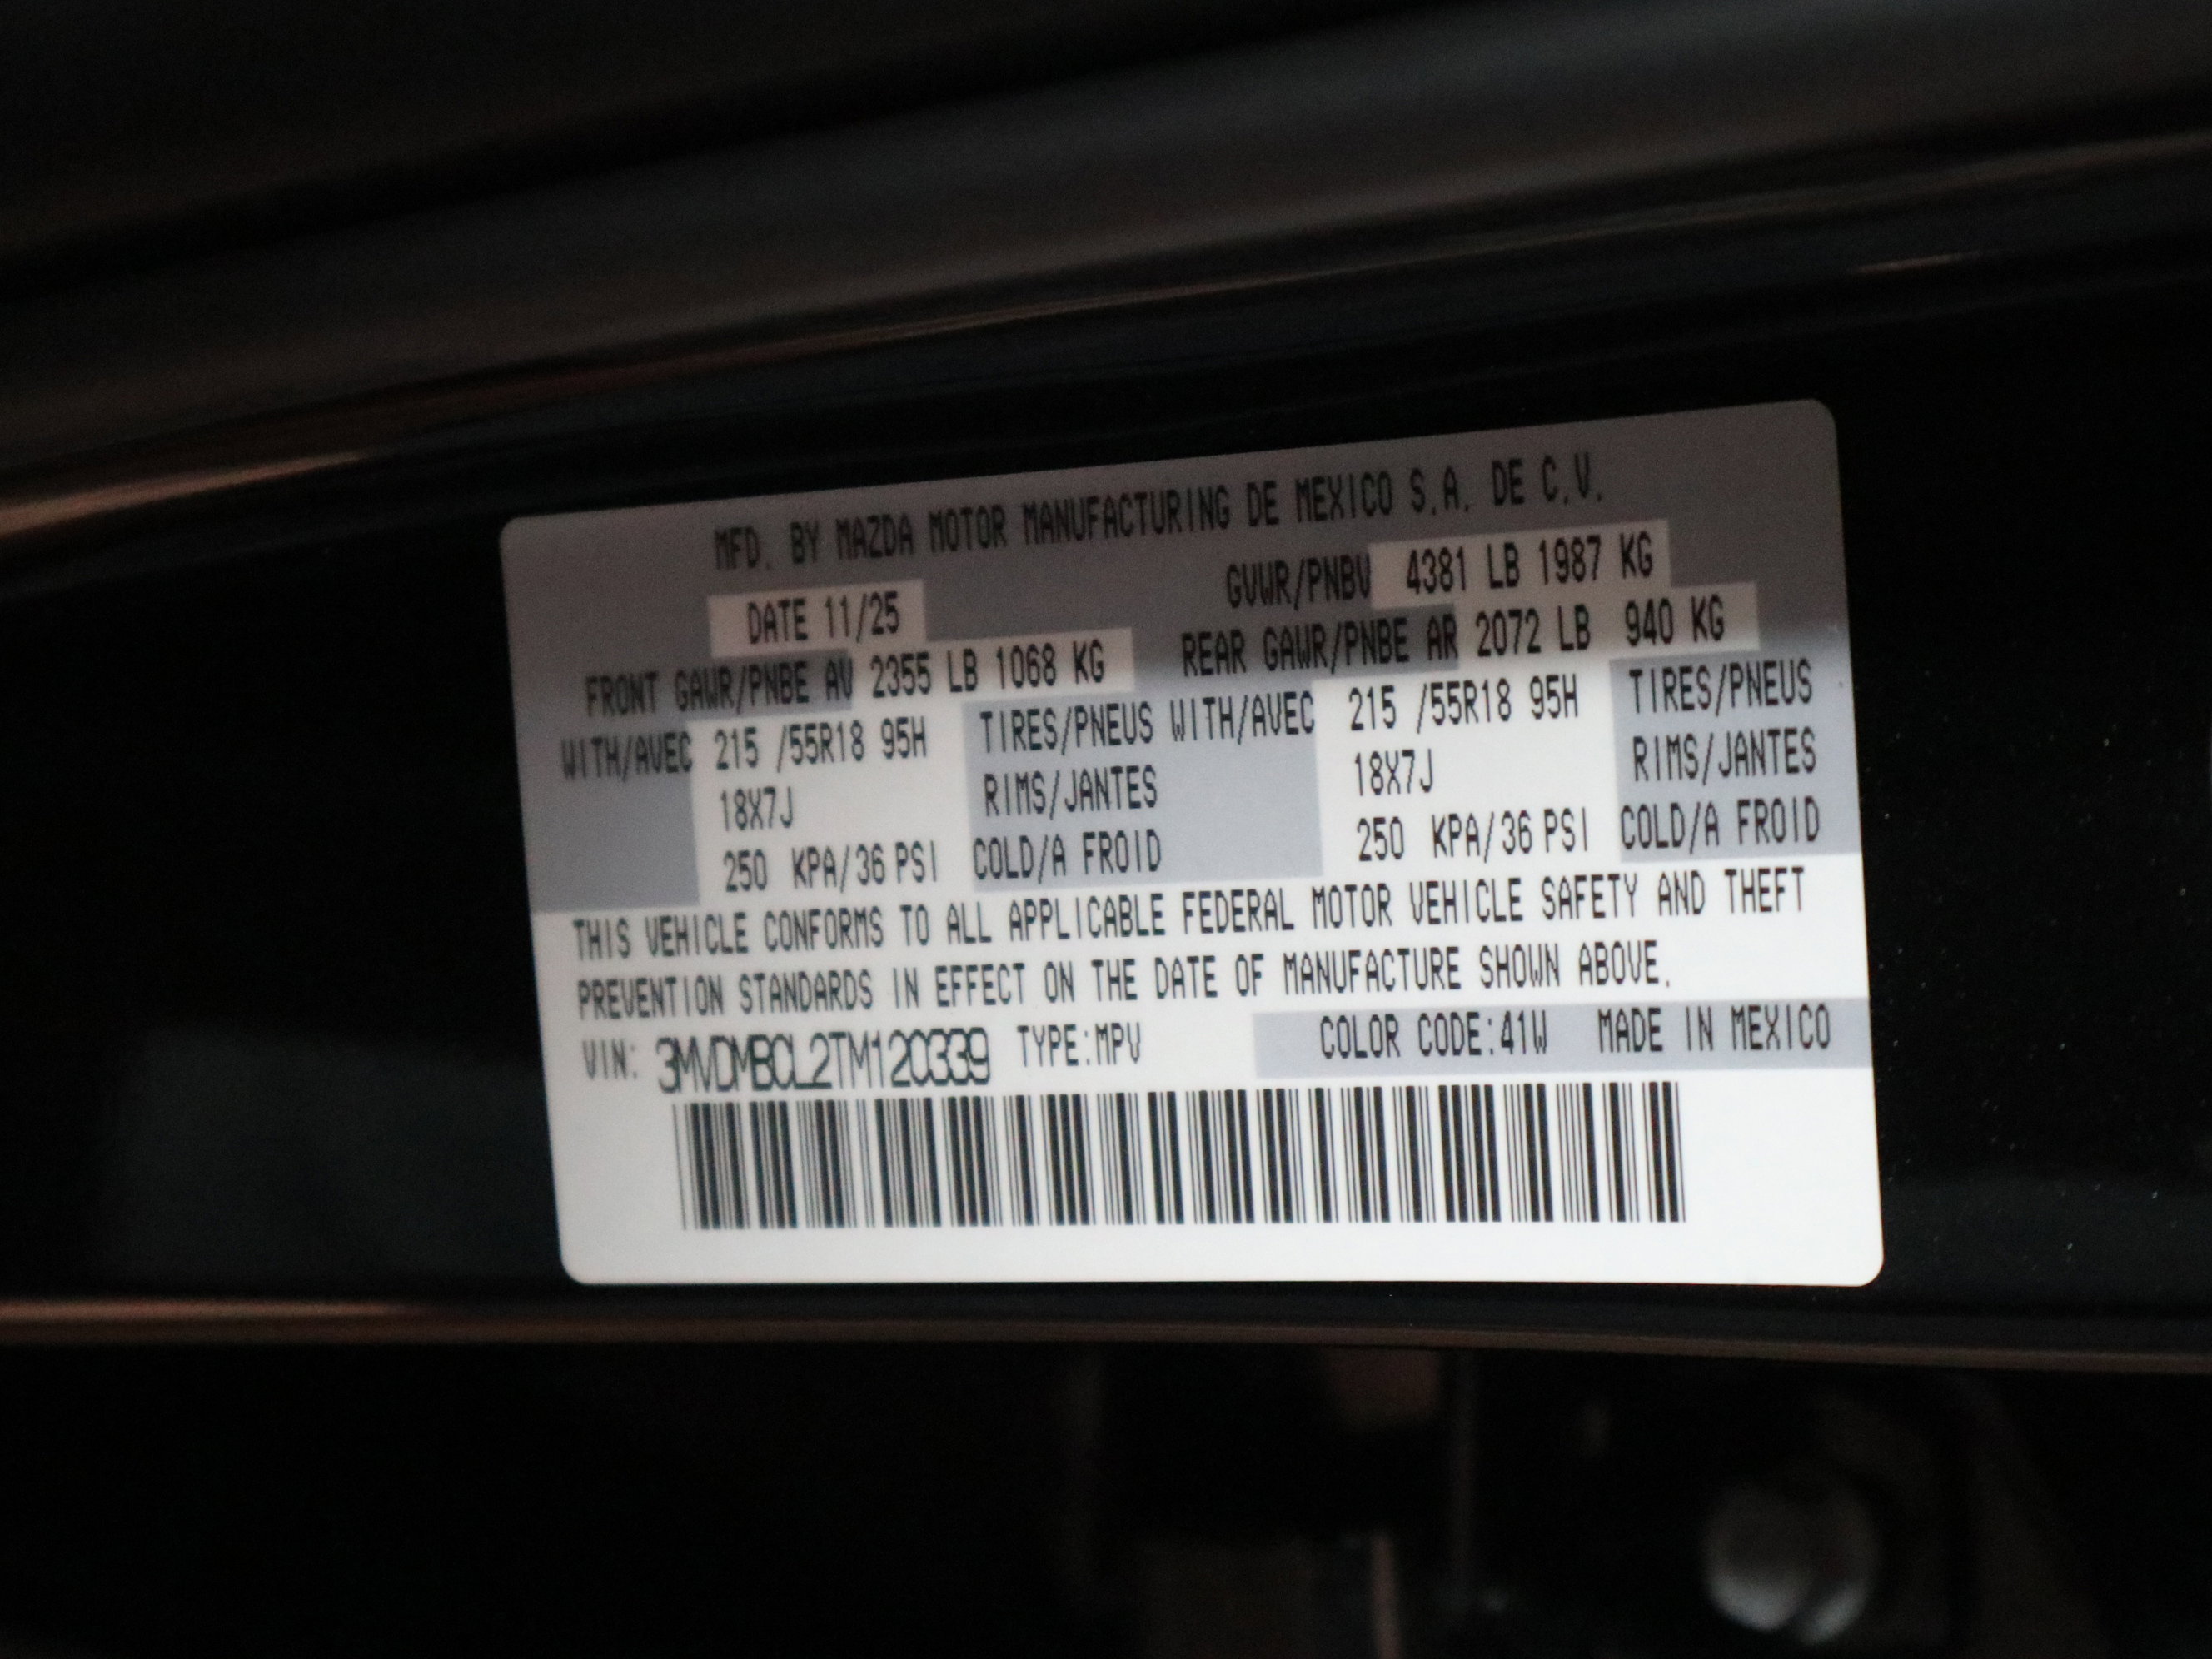 MFD. BY MAZDA MOTOR MANUFACTURING DE MEXICO S.A. DE C.V.
DATE 11/25 GVWR/PNBV 4381 LB 1987 KG
FRONT GAWR/PNBE AV 2355 LB 1068 KG REAR GAWR/PNBE AR 2072 LB 940 KG
WITH/AVEC 215 /55R18 95H TIRES/PNEUS WITH/AVEC 215 /55R18 95H TIRES/PNEUS
18X7J RIMS/JANTES 18X7J RIMS/JANTES
250 KPA/36 PSI COLD/A FROID 250 KPA/36 PSI COLD/A FROID
THIS VEHICLE CONFORMS TO ALL APPLICABLE FEDERAL MOTOR VEHICLE SAFETY AND THEFT
PREVENTION STANDARDS IN EFFECT ON THE DATE OF MANUFACTURE SHOWN ABOVE.
VIN: 3MVDMBCL2TM120339 TYPE:MPV COLOR CODE:41W MADE IN MEXICO